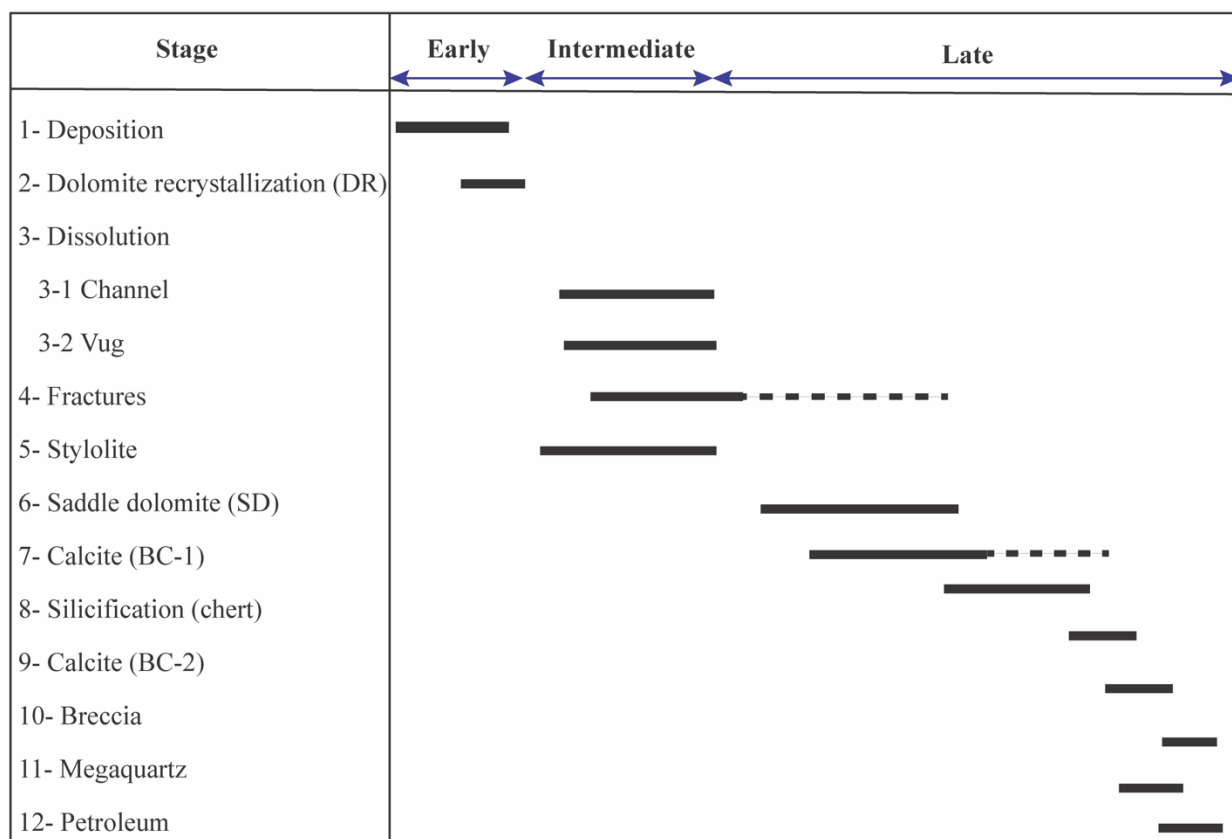 Stage
Early
Intermediate
Late
1- Deposition
2- Dolomite recrystallization (DR)
3- Dissolution
3-1 Channel
3-2 Vug
4- Fractures
5- Stylolite
6- Saddle dolomite (SD)
7- Calcite (BC-1)
8- Silicification (chert)
9- Calcite (BC-2)
10- Breccia
11- Megaquartz
12- Petroleum